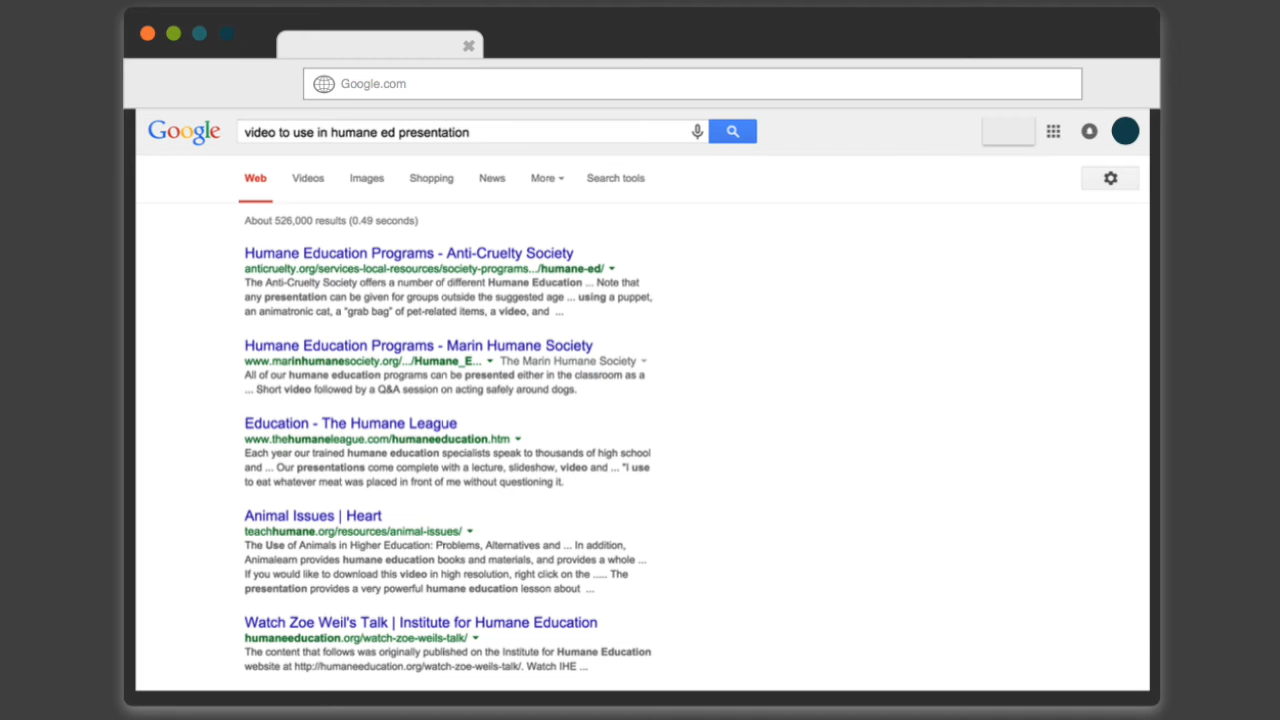 Google.com
Google video to use in humane ed presentation
Web Videos Images Shopping News More Search tools
About 526,000 results (0.49 seconds)
Humane Education Programs - Anti-Cruelty Society
anticruelty.org/services-local-resources/society-programs.../humane-ed/
The Anti-Cruelty Society offers a number of different Humane Education ... Note that
any presentation can be given for groups outside the suggested age ... using a puppet,
an animatronic cat, a "grab bag" of pet-related items, a video, and ...
Humane Education Programs - Marin Humane Society
www.marinhumanesociety.org/.../Humane_E... The Marin Humane Society
All of our humane education programs can be presented either in the classroom as a
... Short video followed by a Q&A session on acting safely around dogs.
Education - The Humane League
www.thehumaneleague.com/humaneeducation.htm
Each year our trained humane education specialists speak to thousands of high school
and ... Our presentations come complete with a lecture, slideshow, video and ... "I use
to eat whatever meat was placed in front of me without questioning it.
Animal Issues | Heart
teachhumane.org/resources/animal-issues/
The Use of Animals in Higher Education: Problems, Alternatives and ... In addition,
Animalearn provides humane education books and materials, and provides a whole ...
If you would like to download this video in high resolution, right click on the ..... The
presentation provides a very powerful humane education lesson about ...
Watch Zoe Weil's Talk | Institute for Humane Education
humaneeducation.org/watch-zoe-weils-talk/
The content that follows was originally published on the Institute for Humane Education
website at http://humaneeducation.org/watch-zoe-weils-talk/. Watch IHE ...